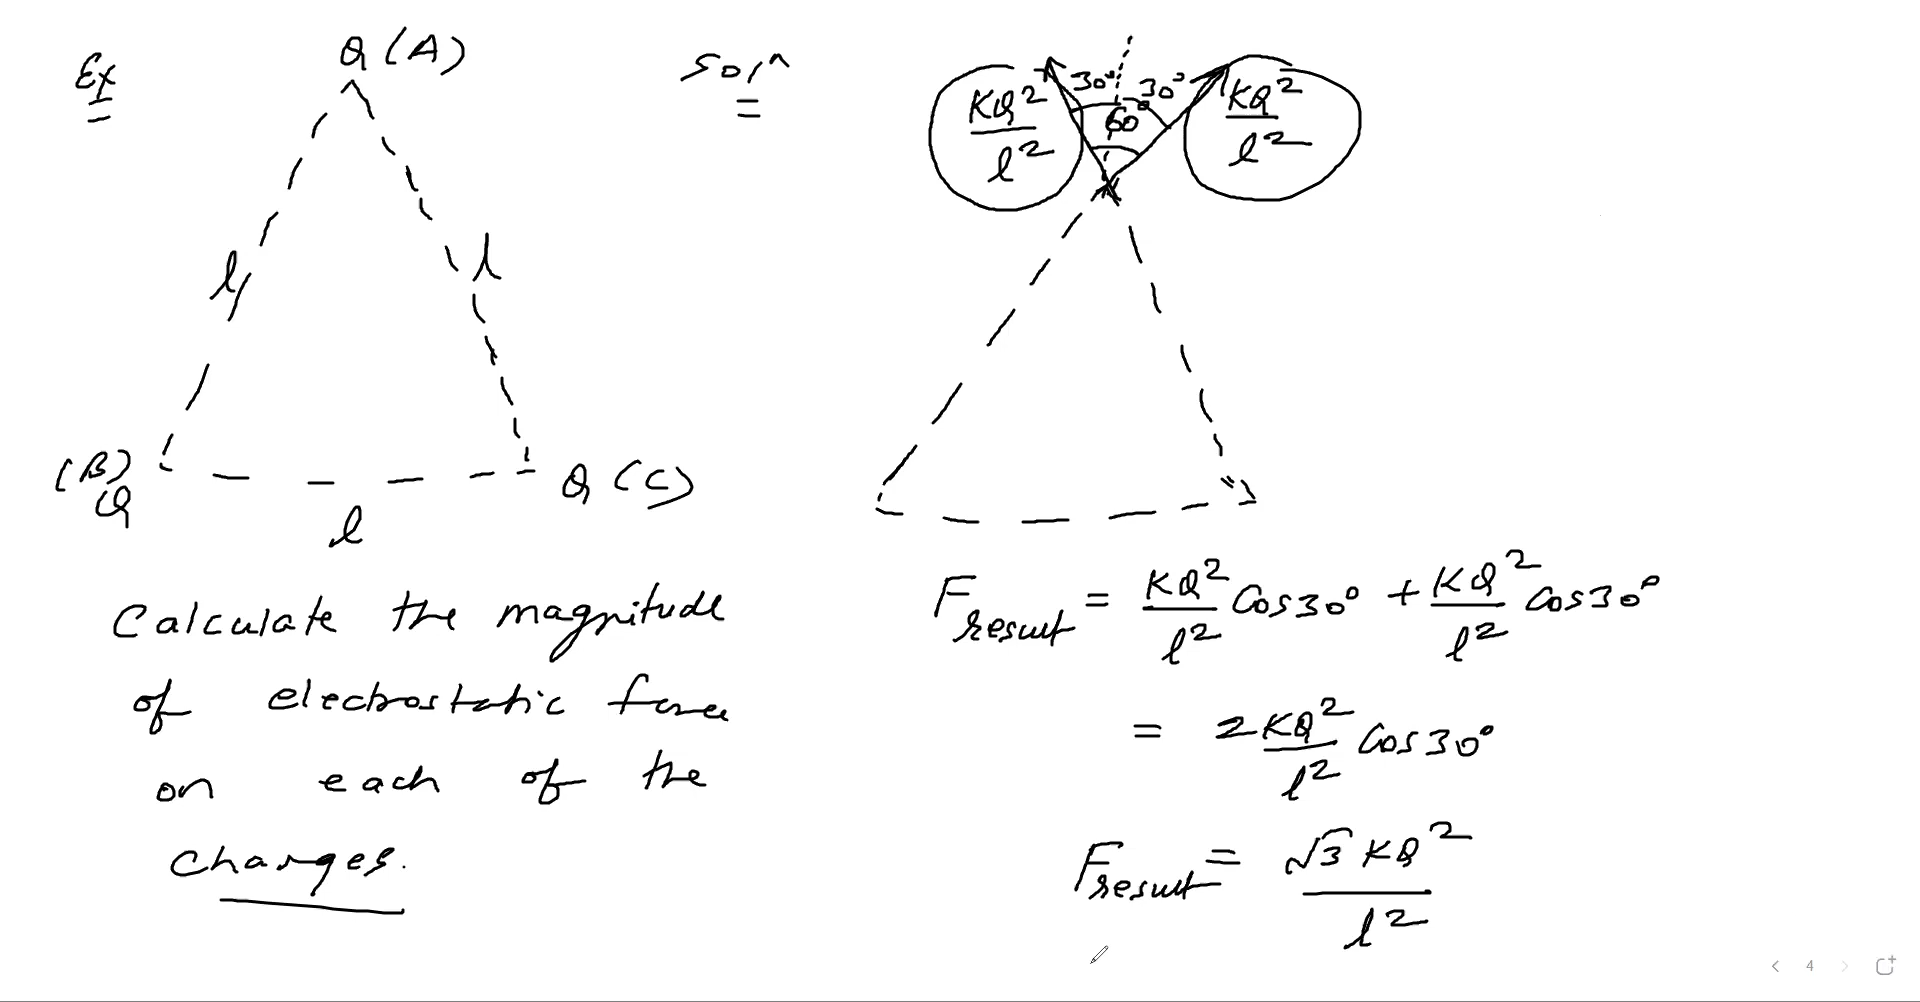 Ex
Q (A)
l
l
(B)
Q
Q (C)
l
Calculate the magnitude
of electrostatic force
on each of the
charges.
Solⁿ
30° 30°
60°
KQ²/l²
KQ²/l²
F_result = KQ²/l² Cos30° + KQ²/l² Cos30°
= 2KQ²/l² Cos30°
F_result = √3 KQ²/l²
4